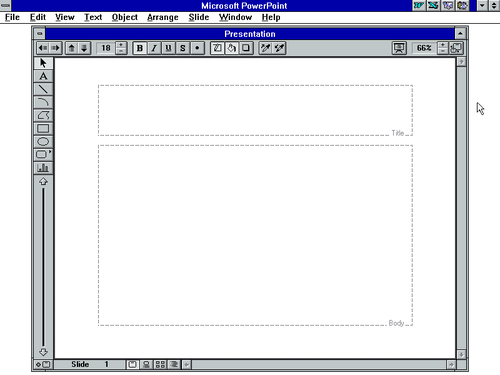 Microsoft PowerPoint
File Edit View Text Object Arrange Slide Window Help
Presentation
18 B I U S 66%
A
Title
Body
Slide 1